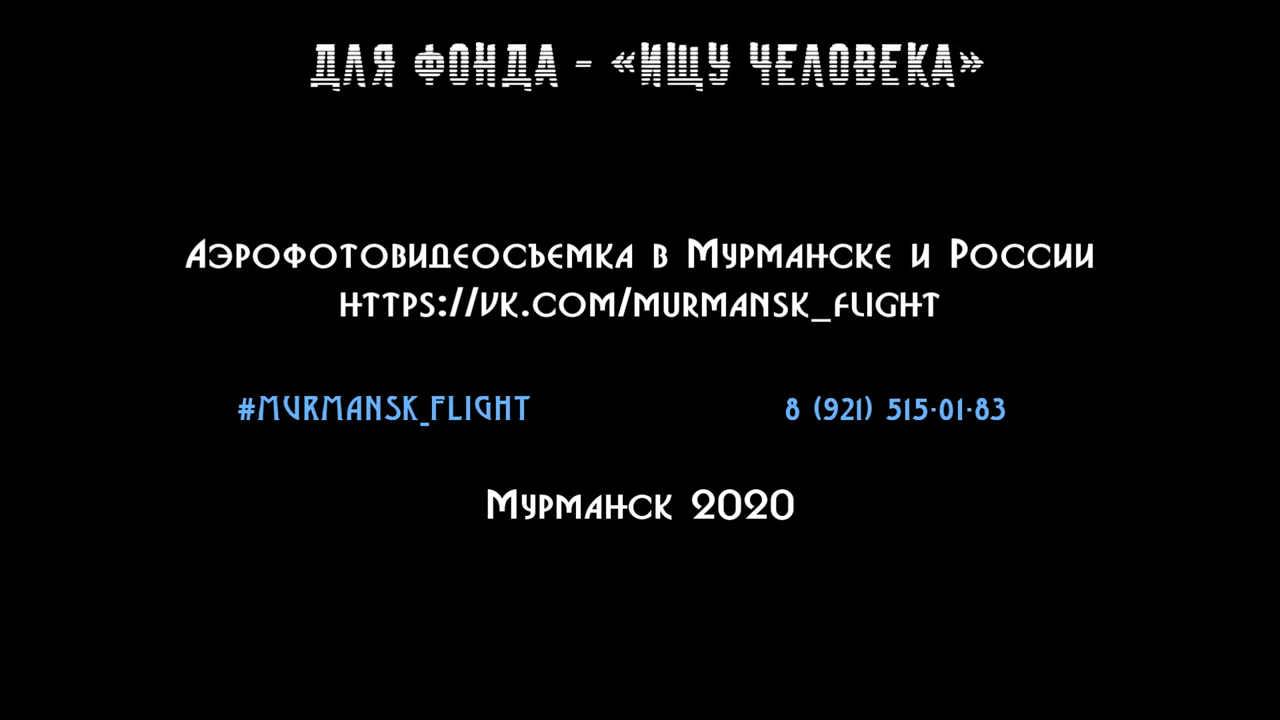 ДЛЯ ФОНДА - «ИЩУ ЧЕЛОВЕКА»
Аэрофотовидеосъемка в Мурманске и России
https://vk.com/murmansk_flight
#MURMANSK_FLIGHT 8 (921) 515-01-83
Мурманск 2020